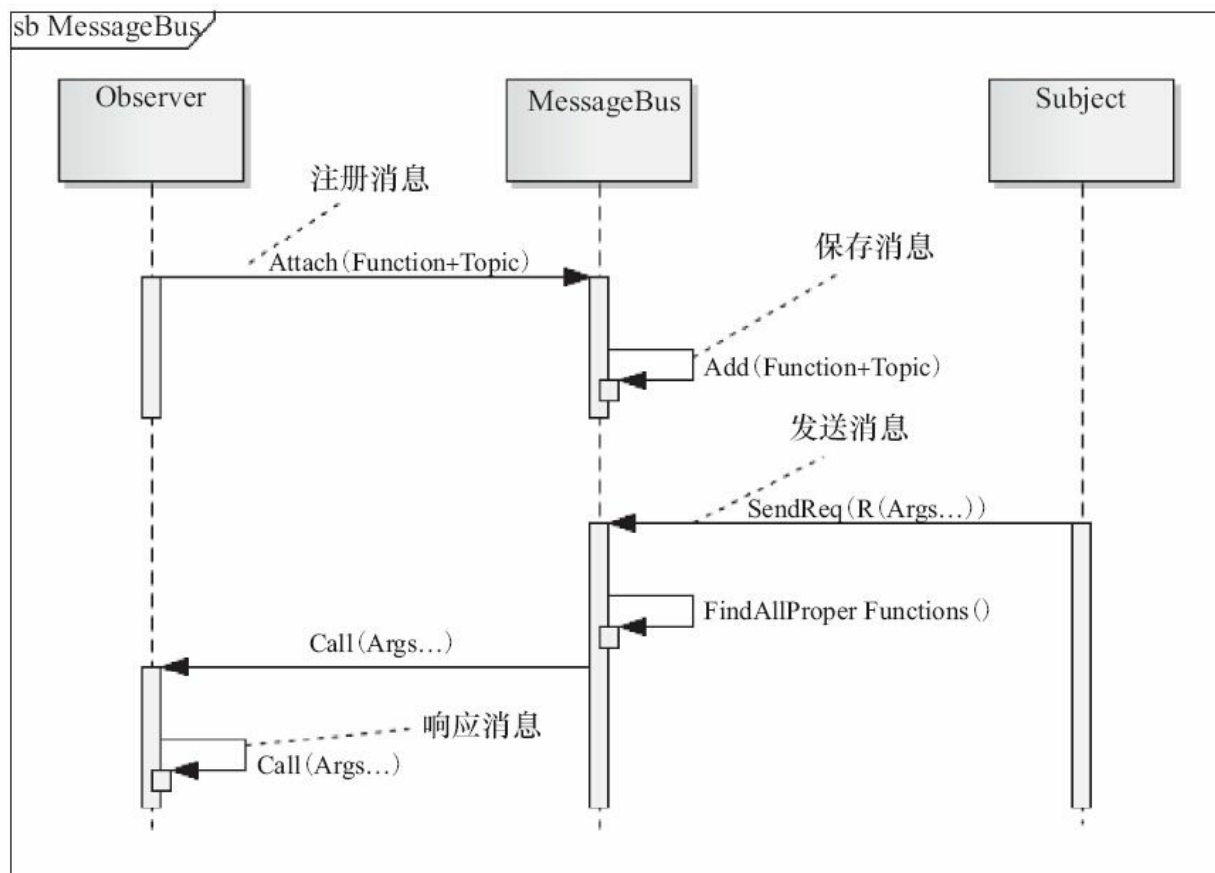 sb MessageBus
Observer
MessageBus
Subject
注册消息
Attach(Function+Topic)
保存消息
Add(Function+Topic)
发送消息
SendReq(R(Args…))
FindAllProper Functions()
Call(Args…)
响应消息
Call(Args…)